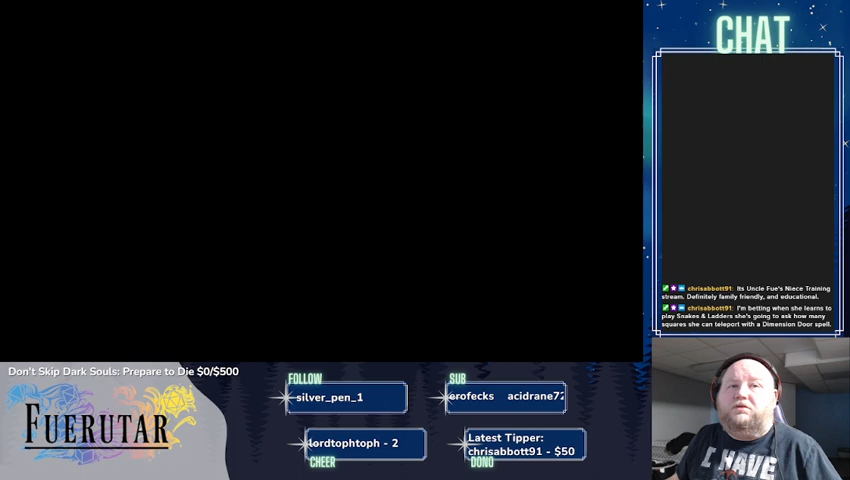 CHAT
chrisabbott91: Its Uncle Fue's Niece Training
stream. Definitely family friendly, and educational.
chrisabbott91: I'm betting when she learns to
play Snakes & Ladders she's going to ask how many
squares she can teleport with a Dimension Door spell.
Don't Skip Dark Souls: Prepare to Die $0/$500
FUERUTAR
FOLLOW
silver_pen_1
SUB
erofecks acidrane72
lordtophtoph - 2
CHEER
Latest Tipper:
chrisabbott91 - $50
DONO
I HAVE